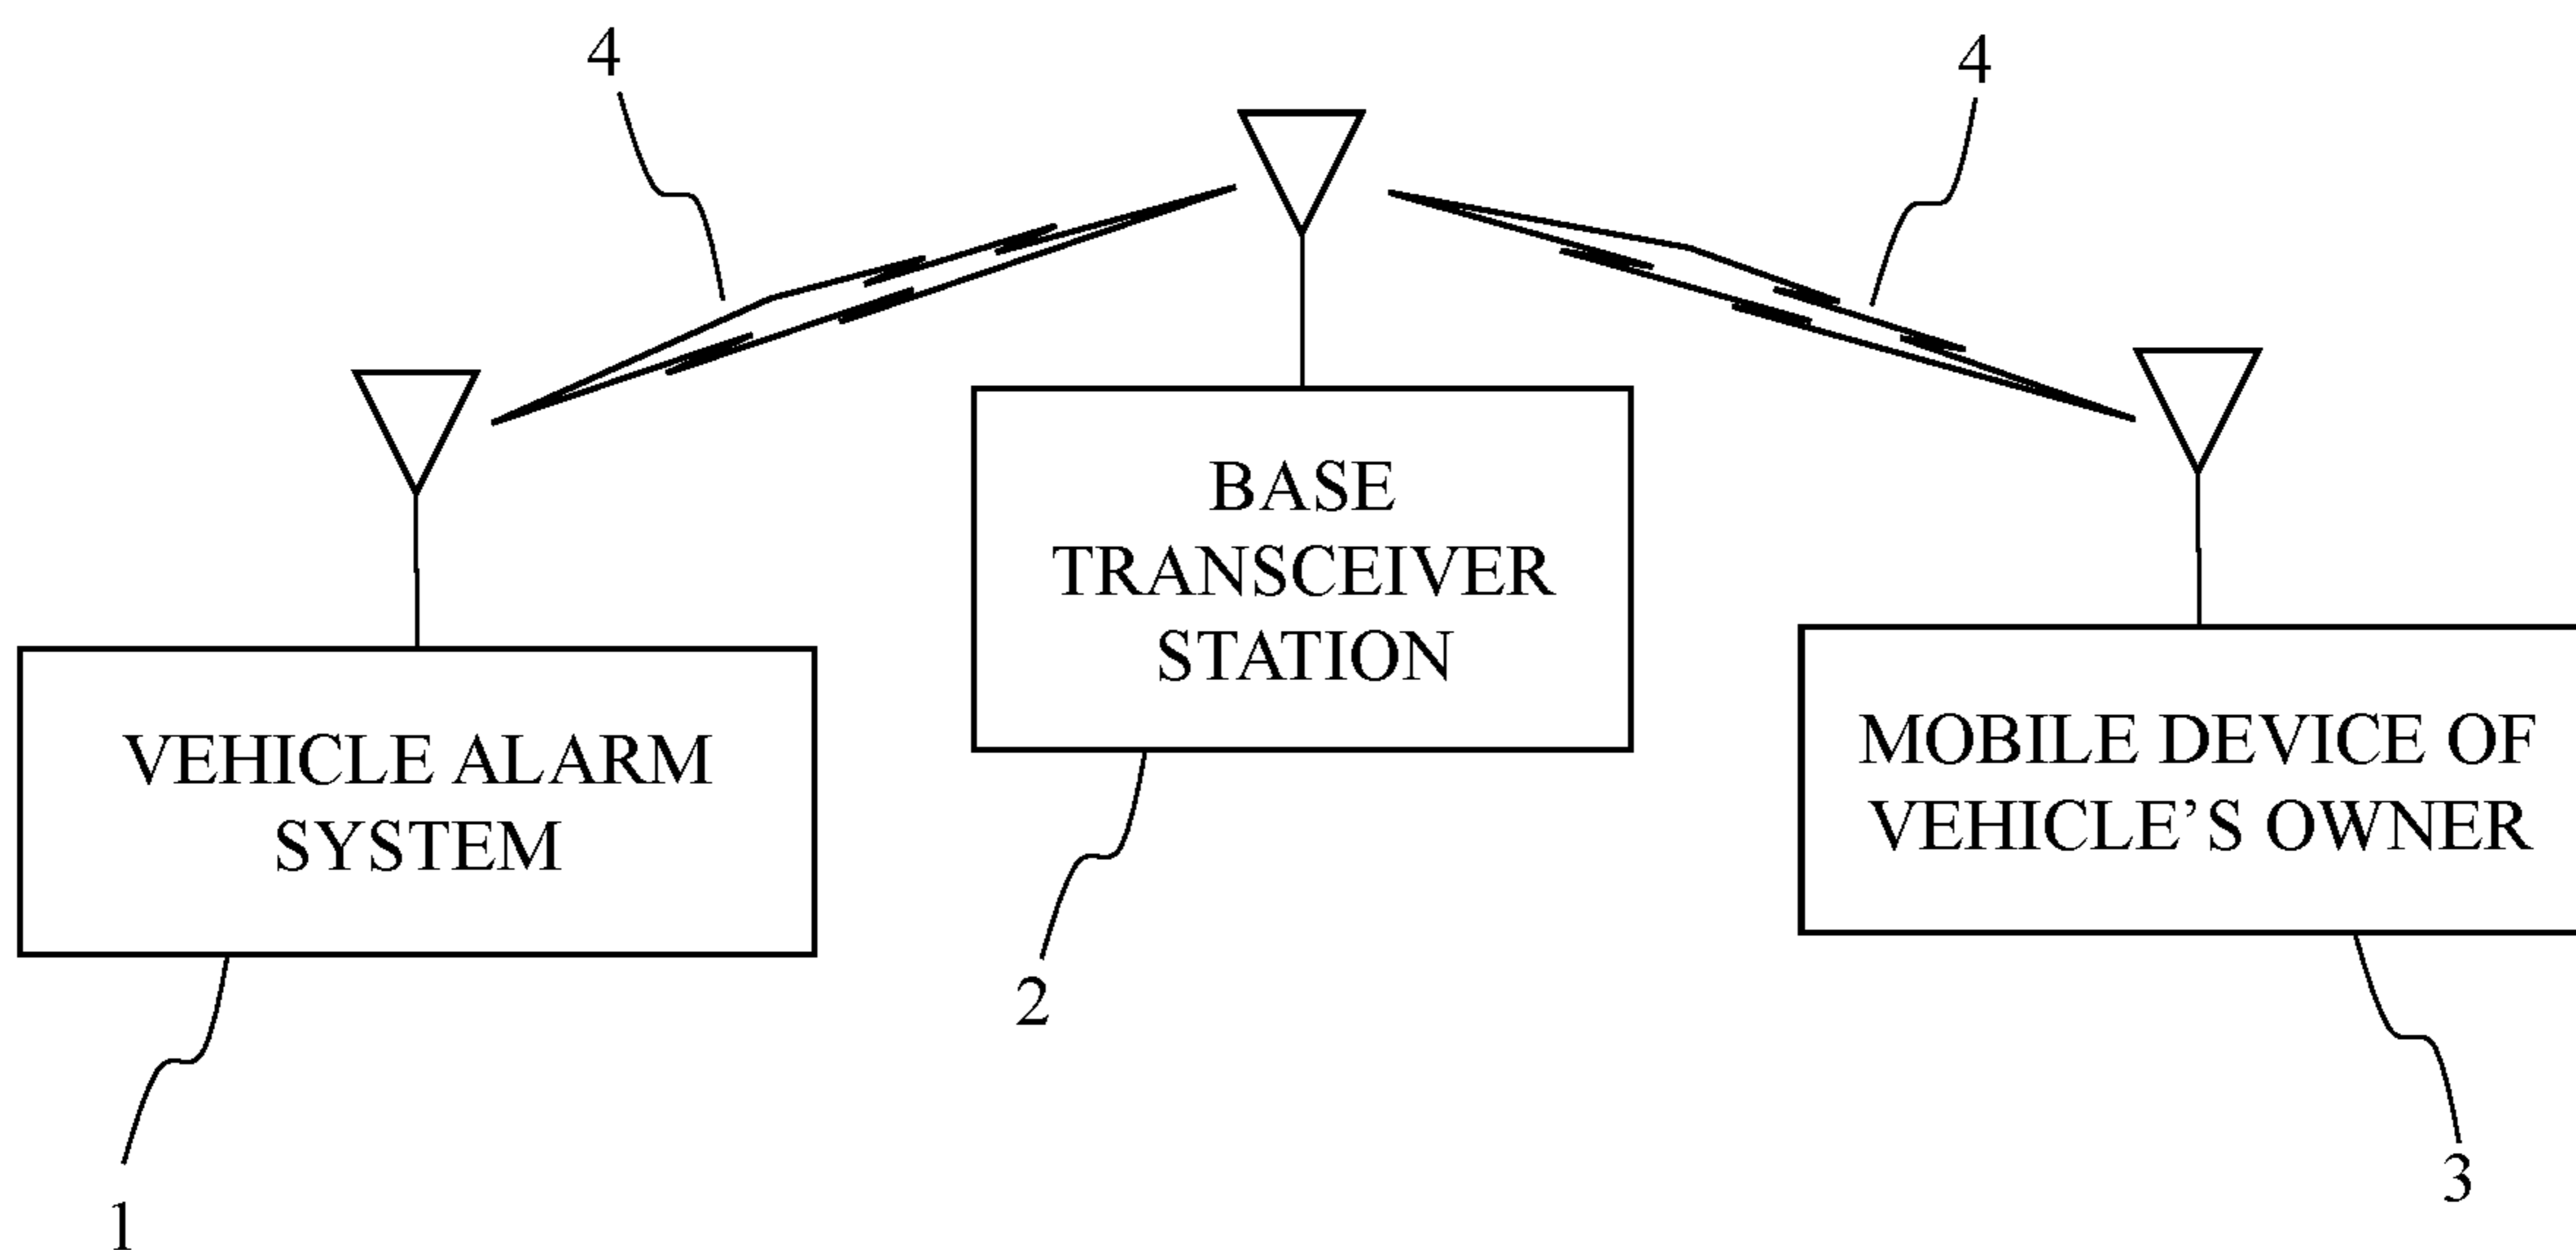 4
4
BASE
TRANSCEIVER
STATION
VEHICLE ALARM
SYSTEM
MOBILE DEVICE OF
VEHICLE’S OWNER
2
3
1